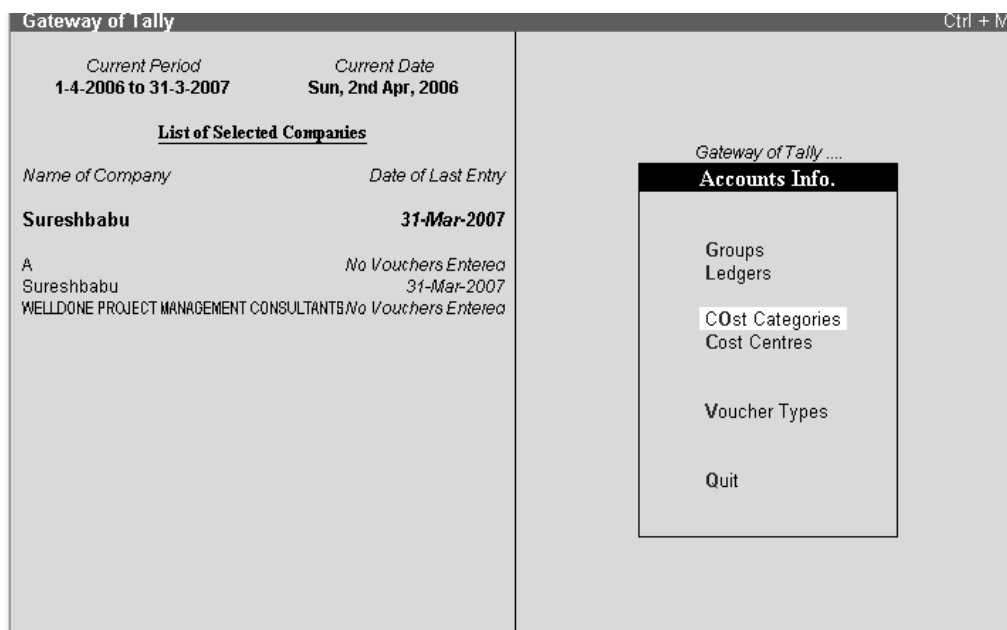 Gateway of Tally Ctrl + M
Current Period Current Date
1-4-2006 to 31-3-2007 Sun, 2nd Apr, 2006
List of Selected Companies
Name of Company Date of Last Entry
Sureshbabu 31-Mar-2007
A No Vouchers Entered
Sureshbabu 31-Mar-2007
WELLDONE PROJECT MANAGEMENT CONSULTANTS No Vouchers Entered
Gateway of Tally ....
Accounts Info.
Groups
Ledgers
COst Categories
Cost Centres
Voucher Types
Quit